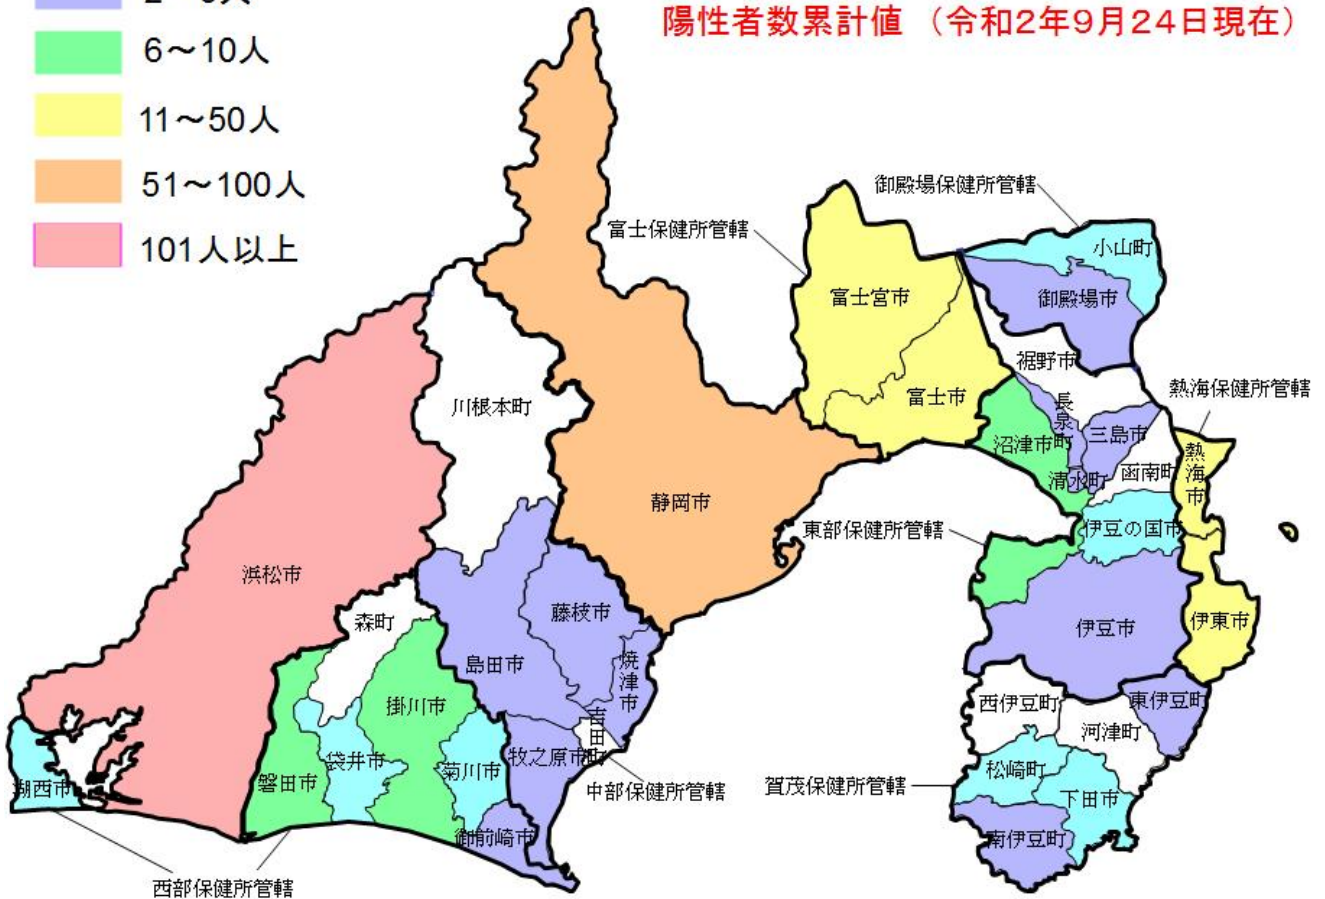 陽性者数累計値 （令和2年9月24日現在）
6～10人
11～50人
51～100人
101人以上
御殿場保健所管轄
富士保健所管轄
小山町
富士宮市
御殿場市
裾野市
熱海保健所管轄
川根本町
富士市
長泉町
三島市
沼津市
熱海市
函南町
清水町
静岡市
東部保健所管轄
伊豆の国市
浜松市
藤枝市
森町
伊豆市
伊東市
島田市
焼津市
西伊豆町
東伊豆町
掛川市
吉田町
河津町
牧之原市
袋井市
菊川市
松崎町
磐田市
湖西市
中部保健所管轄
賀茂保健所管轄
下田市
御前崎市
南伊豆町
西部保健所管轄